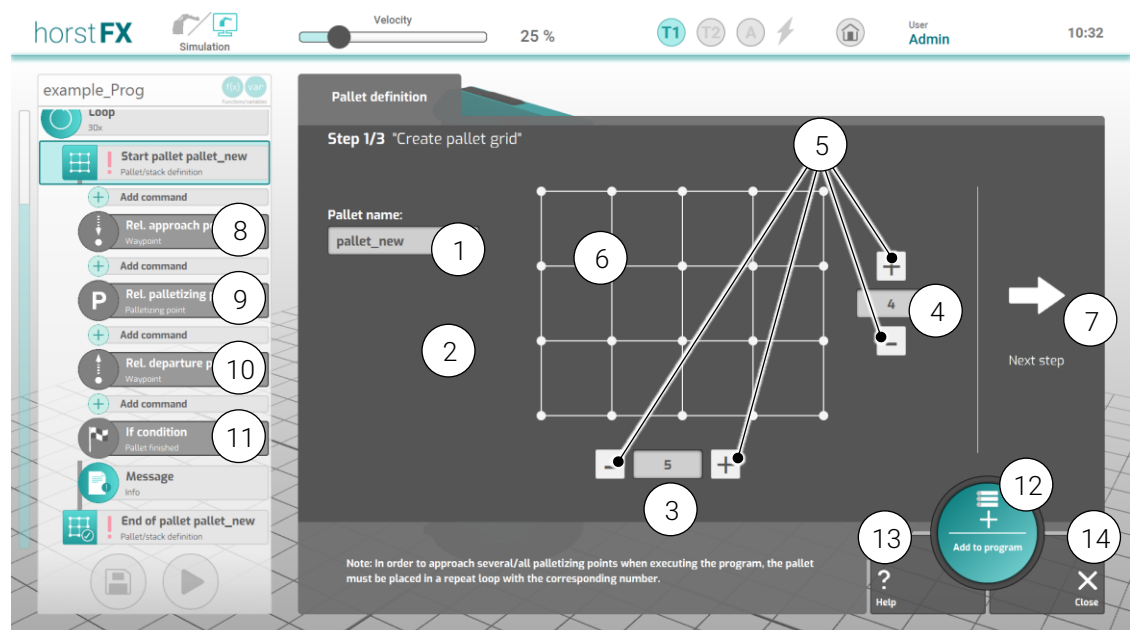 horstFX
Simulation
Velocity
25 %
T1
T2
A
User
Admin
10:32
example_Prog
f(x) var
Functions/variables
Loop
30x
Start pallet pallet_new
Pallet/stack definition
Add command
Rel. approach p
Waypoint
8
Add command
P
Rel. palletizing
Palletizing point
9
Add command
Rel. departure p
Waypoint
10
Add command
If condition
Pallet finished
11
Message
Info
End of pallet pallet_new
Pallet/stack definition
Pallet definition
Step 1/3 "Create pallet grid"
Pallet name:
pallet_new
1
2
5
6
+
4
-
4
- 5 +
3
7
Next step
12
Add to program
13
?
Help
14
Close
Note: In order to approach several/all palletizing points when executing the program, the pallet
must be placed in a repeat loop with the corresponding number.